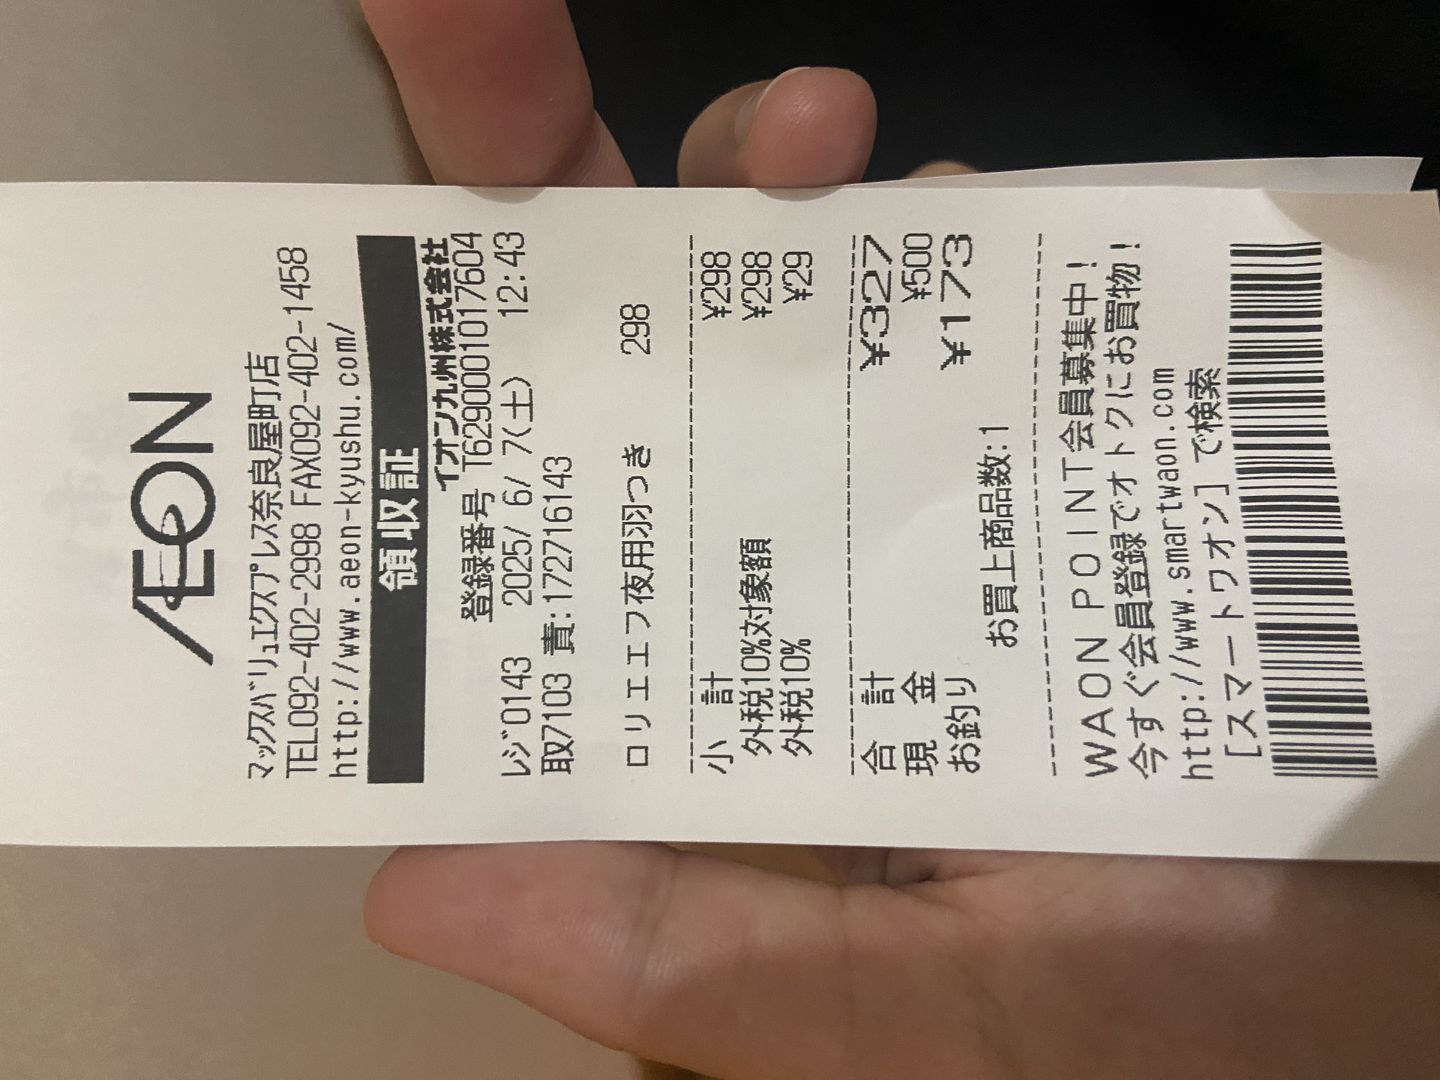 ÆON
マックスバリュエクスプレス奈良屋町店
TEL092-402-2998 FAX092-402-1458
http://www.aeon-kyushu.com/
領収証
イオン九州株式会社
登録番号 T6290001017604
レジ0143 2025/ 6/ 7(土) 12:43
取7103 責:172716143
ロリエエフ夜用羽つき 298
小 計 ¥298
外税10%対象額 ¥298
外税10% ¥29
合 計 ¥327
現 金 ¥500
お釣り ¥173
お買上商品数:1
WAON POINT会員募集中!
今すぐ会員登録でオトクにお買物!
http://www.smartwaon.com
[スマートワオン] で検索